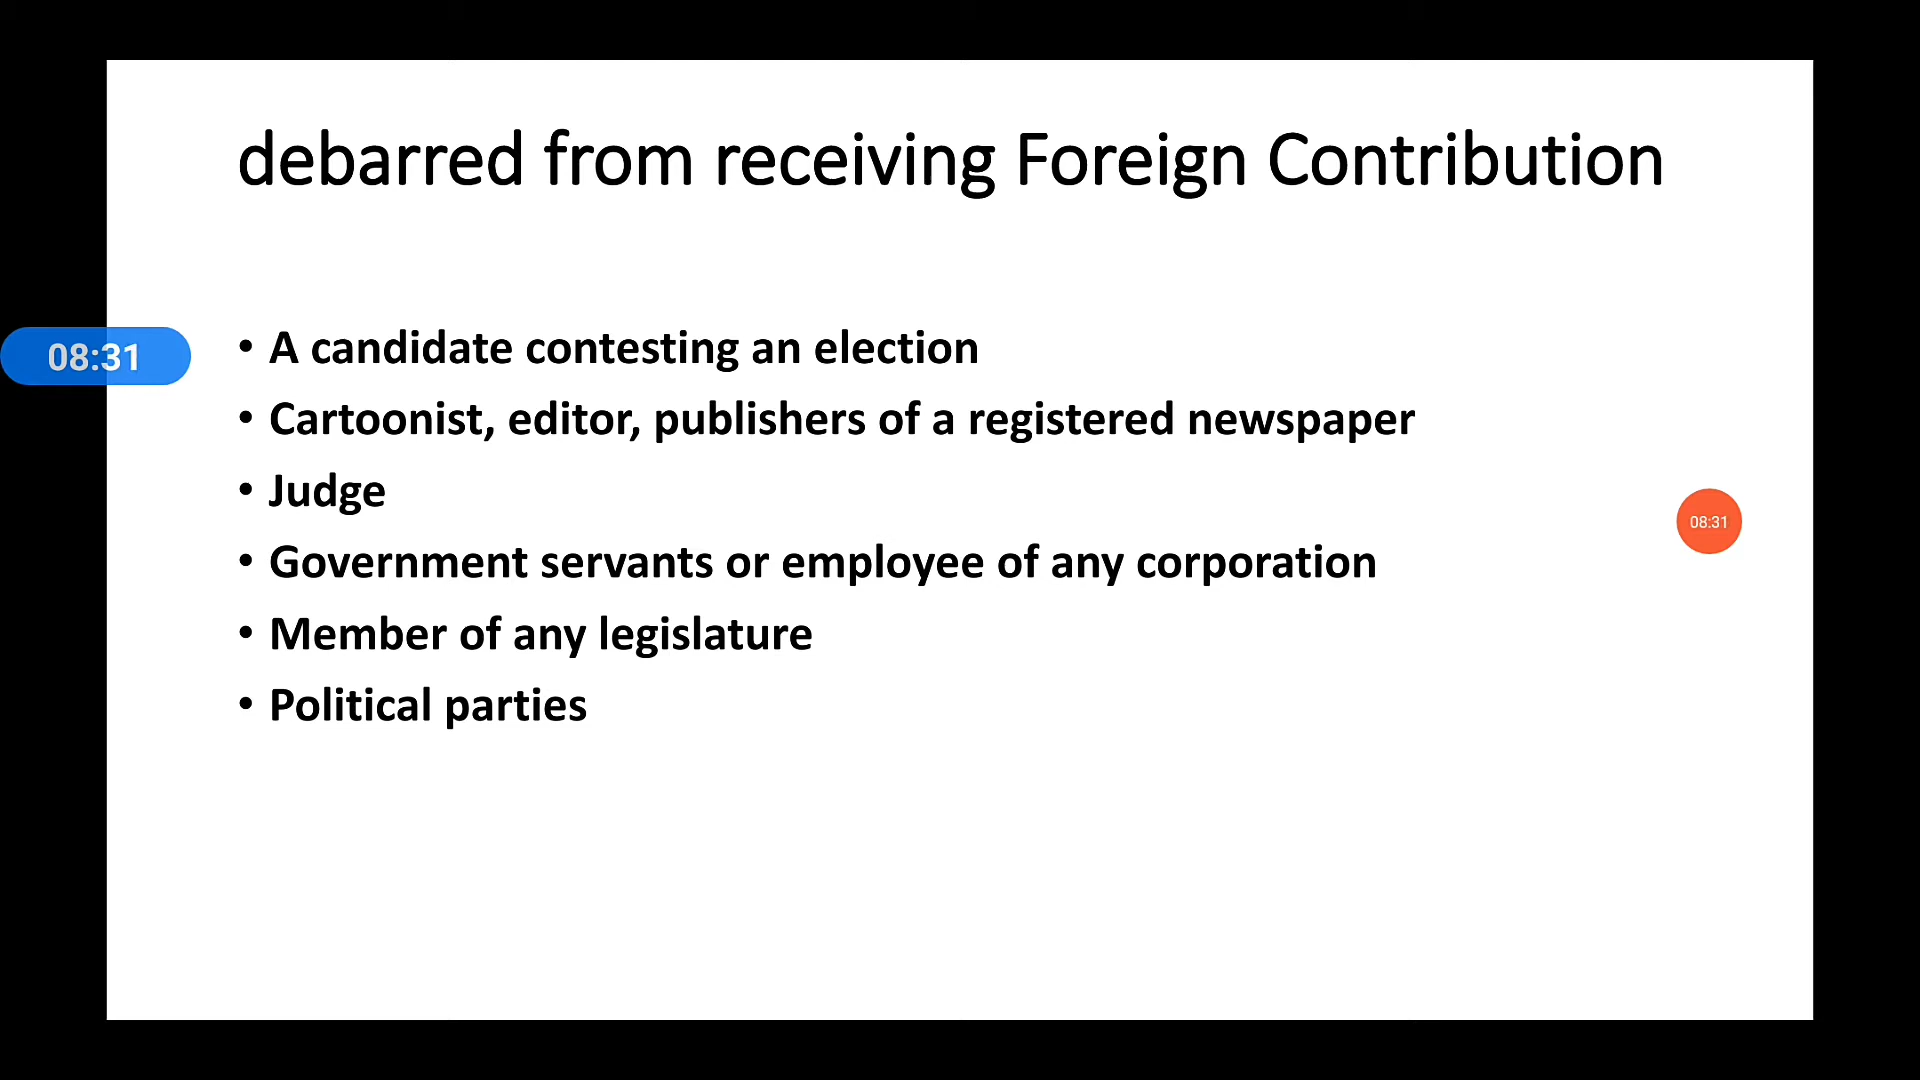 debarred from receiving Foreign Contribution
08:31
• A candidate contesting an election
• Cartoonist, editor, publishers of a registered newspaper
• Judge
08:31
• Government servants or employee of any corporation
• Member of any legislature
• Political parties